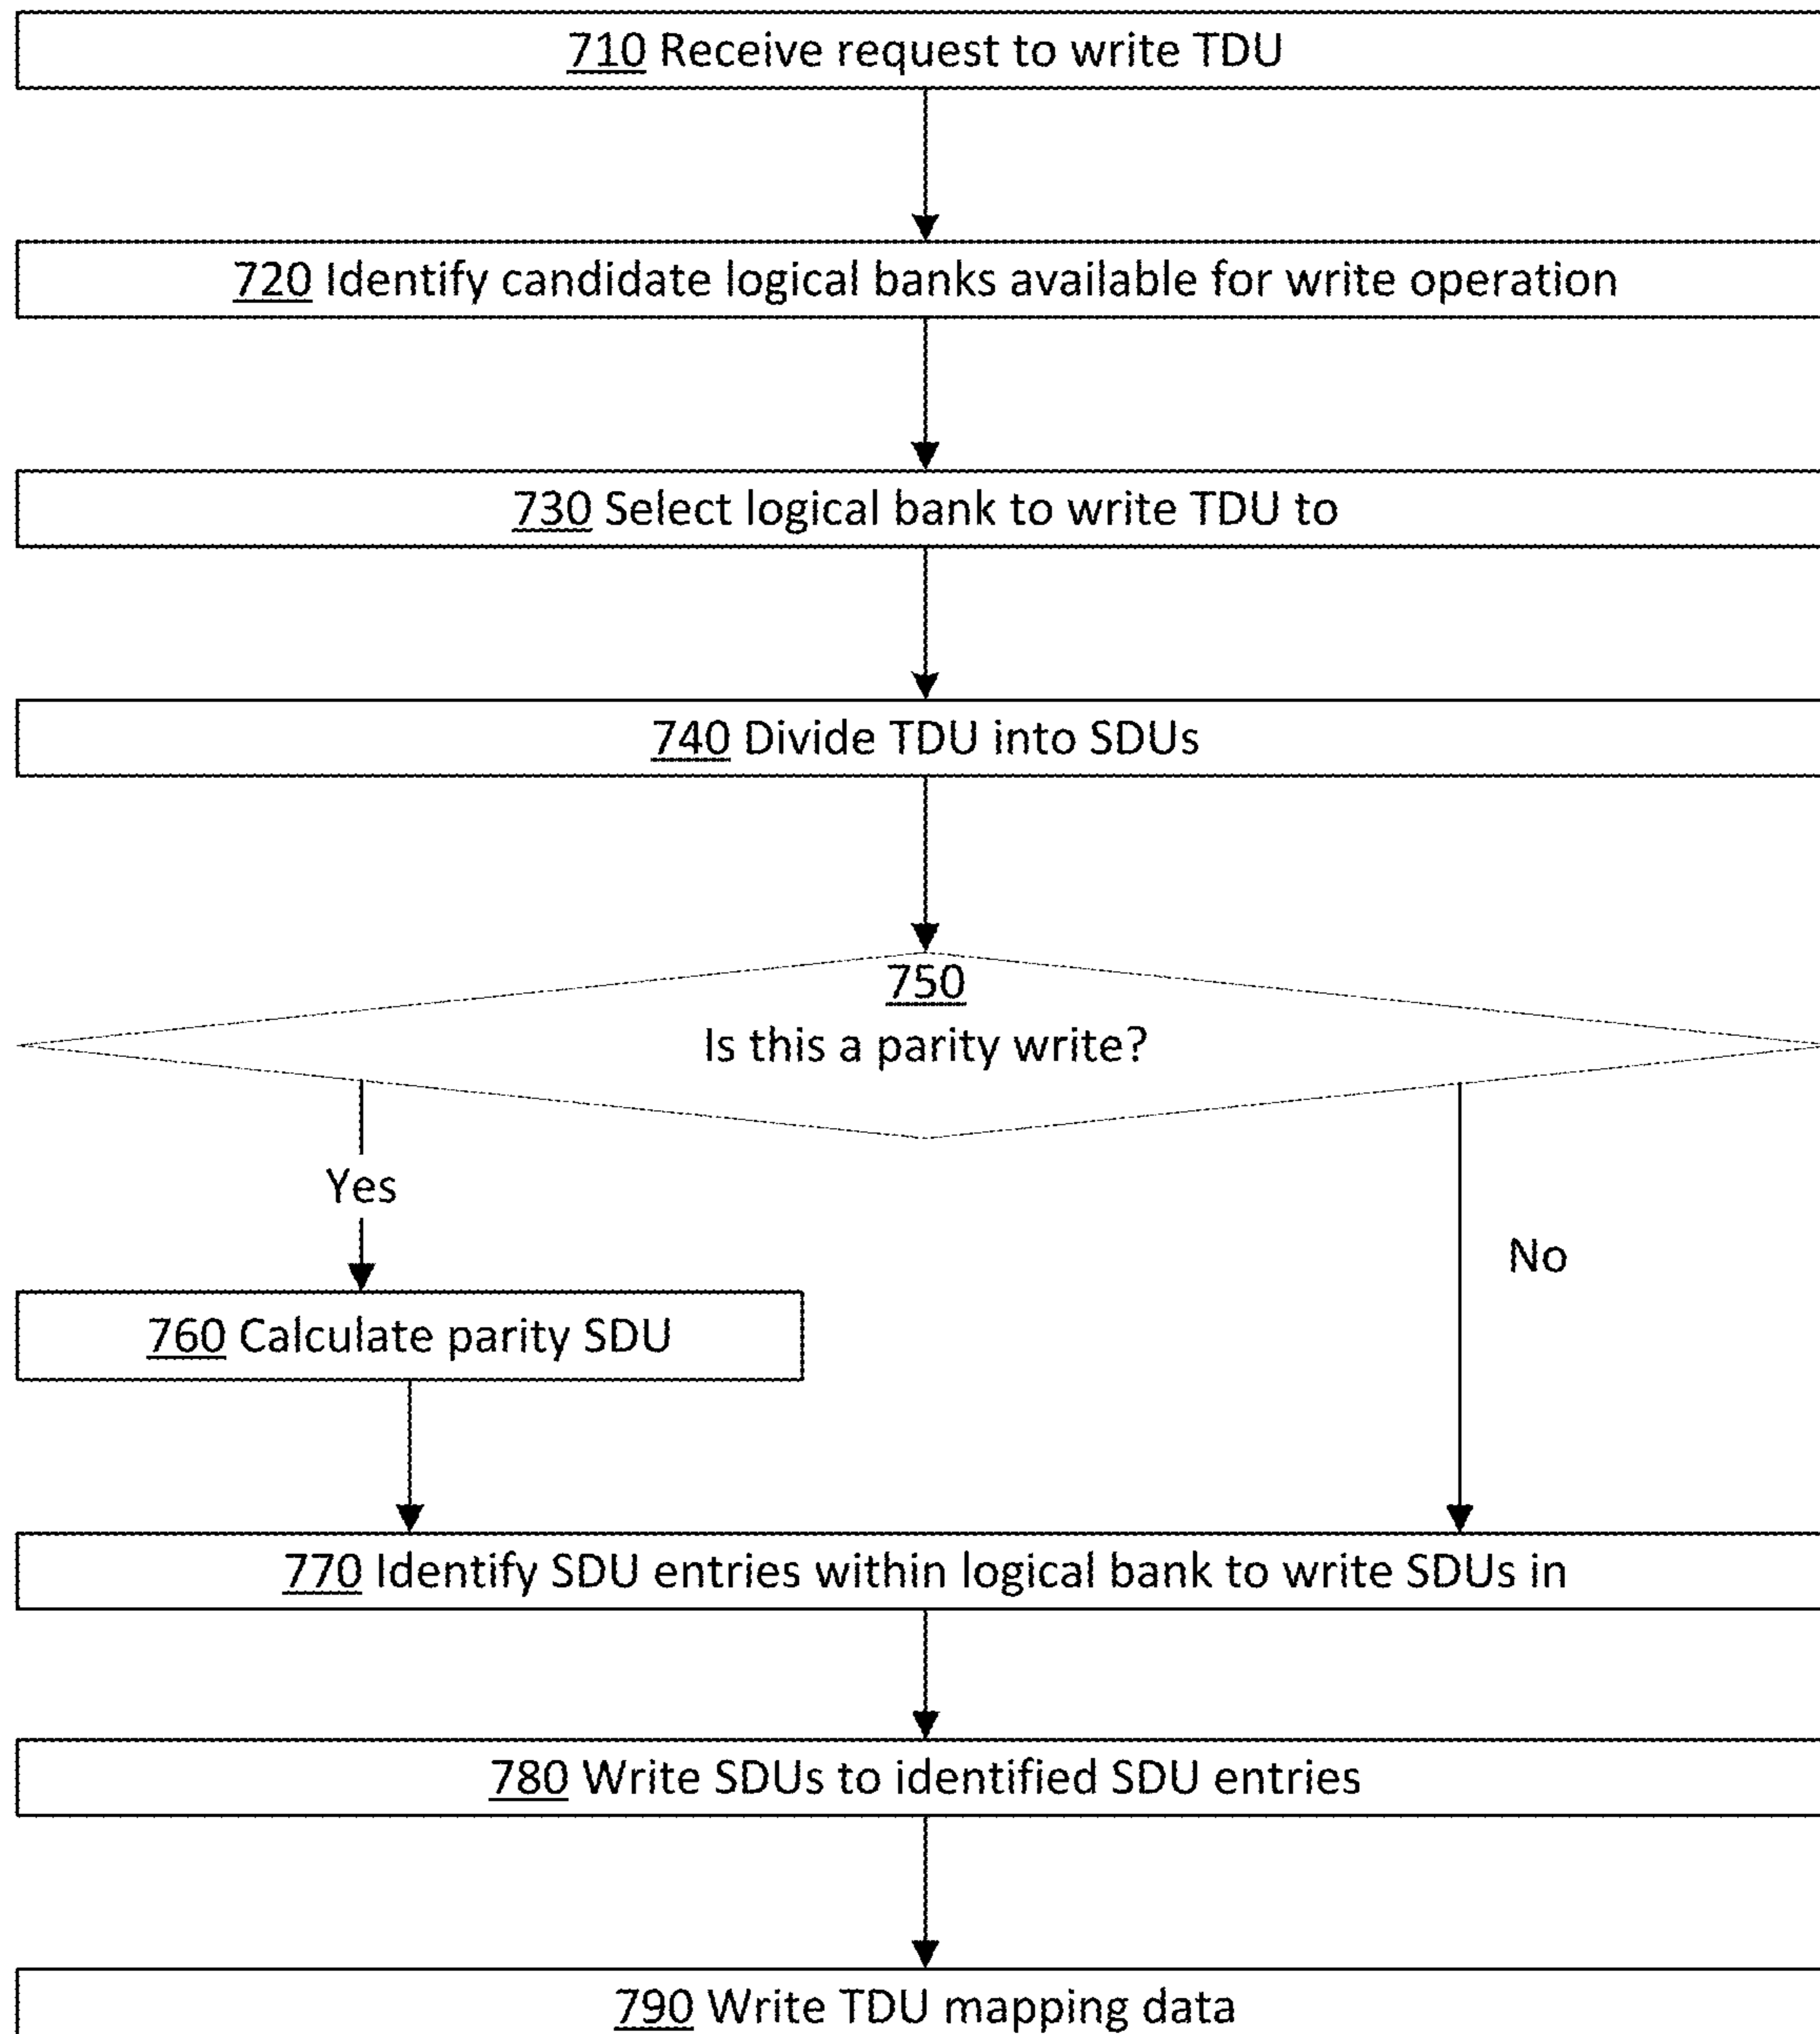 710 Receive request to write TDU
720 Identify candidate logical banks available for write operation
730 Select logical bank to write TDU to
740 Divide TDU into SDUs
750
Is this a parity write?
Yes
No
760 Calculate parity SDU
770 Identify SDU entries within logical bank to write SDUs in
780 Write SDUs to identified SDU entries
790 Write TDU mapping data